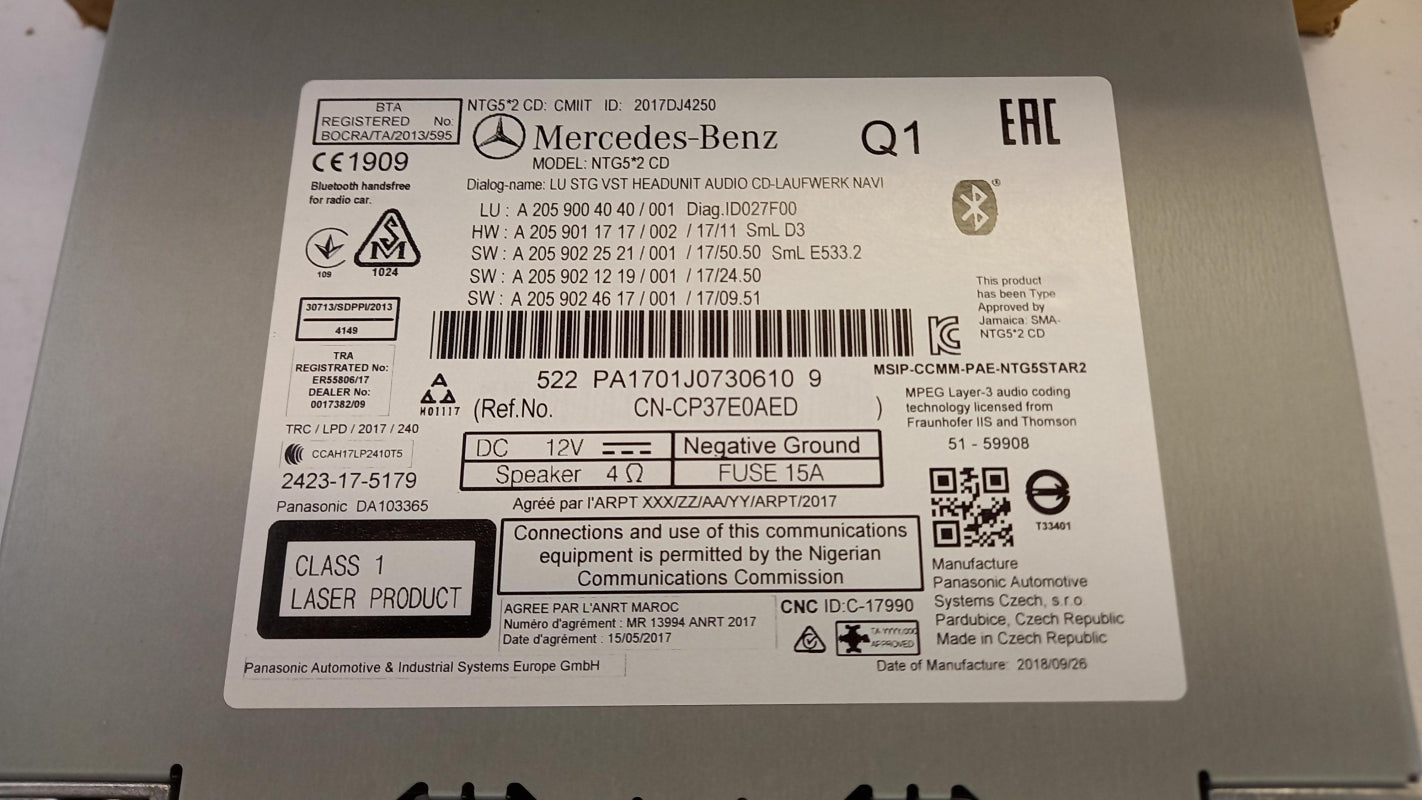 BTA
REGISTERED No:
BOCRA/TA/2013/595
CE1909
Bluetooth handsfree
for radio car.
109
SM
1024
30713/SDPPI/2013
4149
TRA
REGISTRATED No:
ER55806/17
DEALER No:
0017382/09
TRC / LPD / 2017 / 240
CCAH17LP2410T5
2423-17-5179
Panasonic DA103365
CLASS 1
LASER PRODUCT
Panasonic Automotive & Industrial Systems Europe GmbH
NTG5*2 CD: CMIIT ID: 2017DJ4250
Mercedes-Benz
MODEL: NTG5*2 CD
Q1
EAC
Dialog-name: LU STG VST HEADUNIT AUDIO CD-LAUFWERK NAVI
LU : A 205 900 40 40 / 001 Diag.ID027F00
HW : A 205 901 17 17 / 002 / 17/11 SmL D3
SW : A 205 902 25 21 / 001 / 17/50.50 SmL E533.2
SW : A 205 902 12 19 / 001 / 17/24.50
SW : A 205 902 46 17 / 001 / 17/09.51
This product
has been Type
Approved by
Jamaica: SMA-
NTG5*2 CD
MSIP-CCMM-PAE-NTG5STAR2
522 PA1701J0730610 9
H01117
(Ref.No. CN-CP37E0AED )
MPEG Layer-3 audio coding
technology licensed from
Fraunhofer IIS and Thomson
51 - 59908
DC 12V Negative Ground
Speaker 4 Ω FUSE 15A
Agréé par l'ARPT XXX/ZZ/AA/YY/ARPT/2017
T33401
Connections and use of this communications
equipment is permitted by the Nigerian
Communications Commission
AGREE PAR L'ANRT MAROC
Numéro d'agrément : MR 13994 ANRT 2017
Date d'agrément : 15/05/2017
CNC ID:C-17990
APPROVED
Manufacture
Panasonic Automotive
Systems Czech, s.r.o
Pardubice, Czech Republic
Made in Czech Republic
Date of Manufacture: 2018/09/26